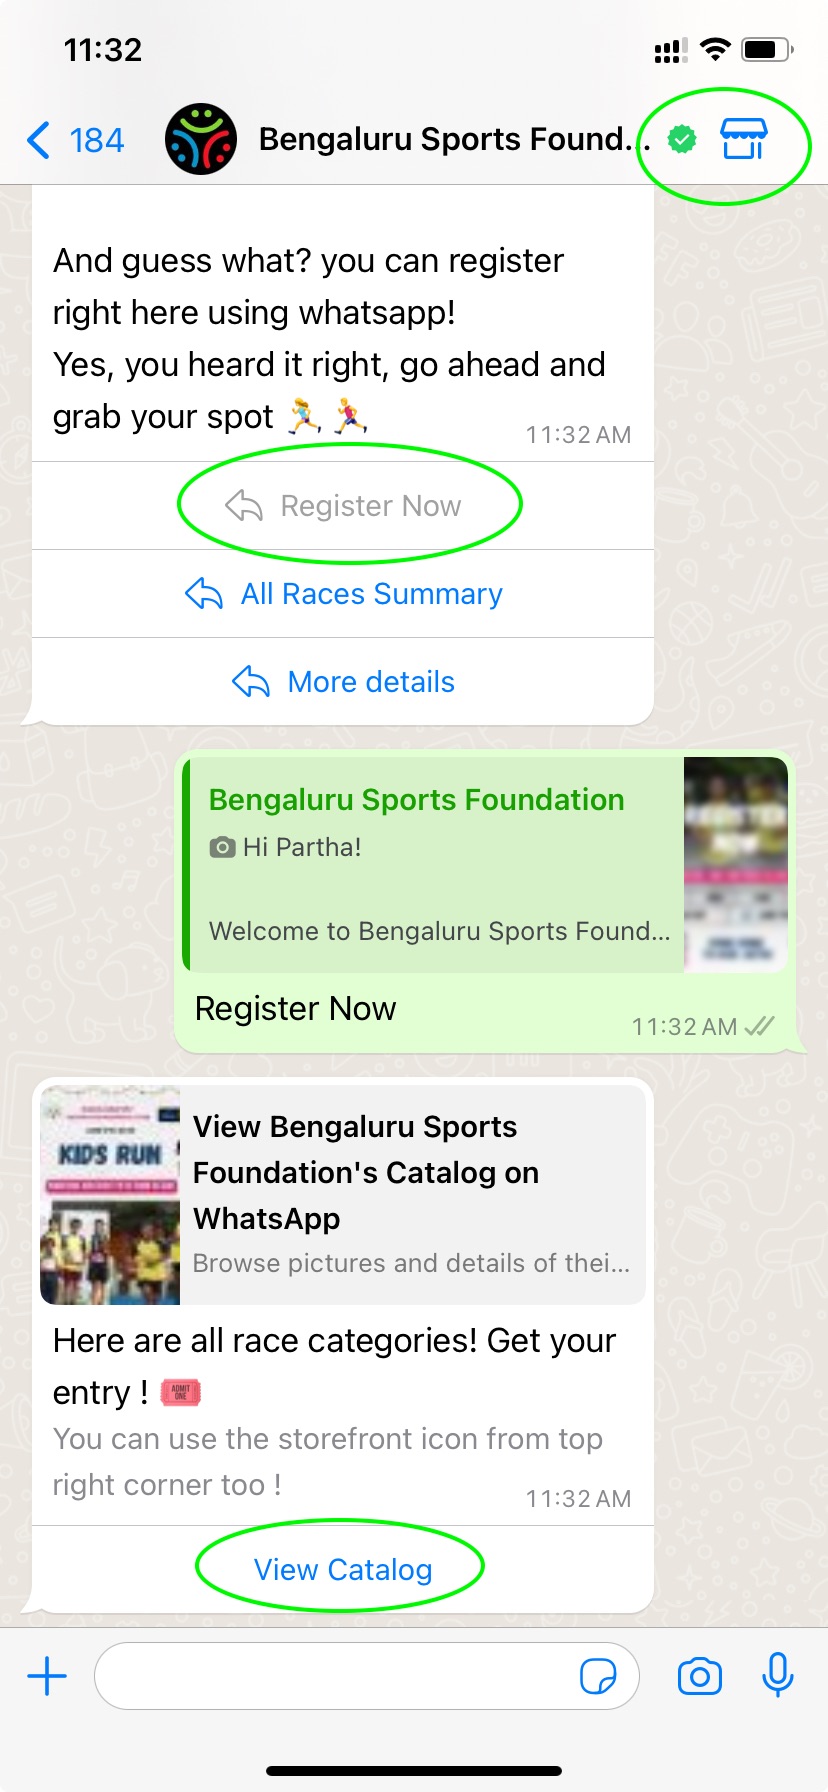 11:32
184
Bengaluru Sports Found...
And guess what? you can register
right here using whatsapp!
Yes, you heard it right, go ahead and
grab your spot 🏃‍♀️ 🏃
11:32 AM
Register Now
All Races Summary
More details
Bengaluru Sports Foundation
Hi Partha!
Welcome to Bengaluru Sports Found...
REGISTER
NOW
Register Now
11:32 AM
KIDS RUN
View Bengaluru Sports
Foundation's Catalog on
WhatsApp
Browse pictures and details of thei...
Here are all race categories! Get your
entry ! 🎟️
ADMIT
ONE
You can use the storefront icon from top
right corner too !
11:32 AM
View Catalog